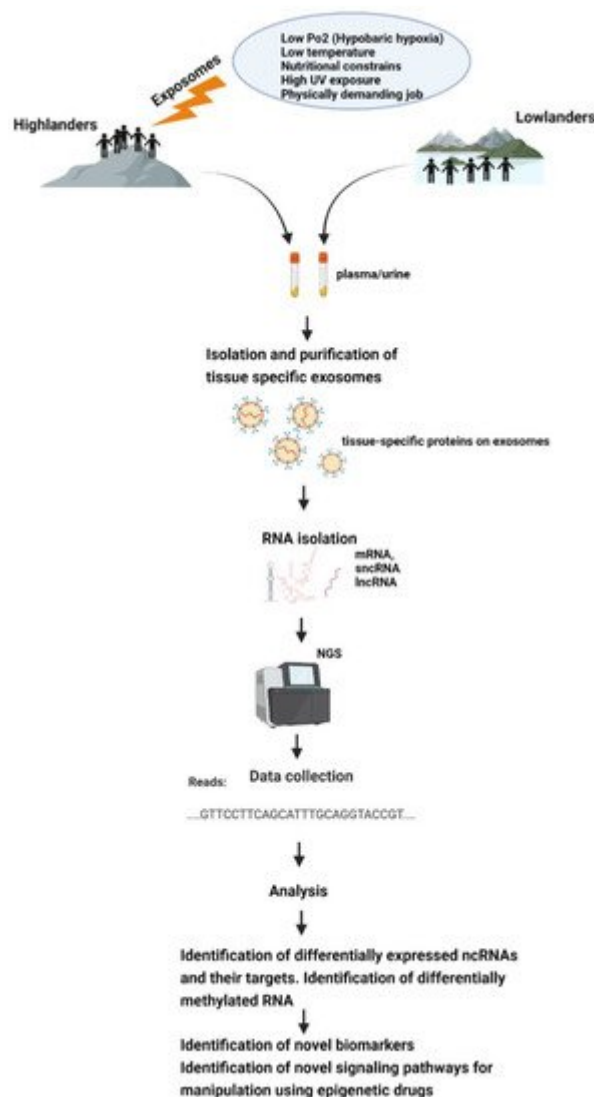 Low Po2 (Hypobaric hypoxia)
Low temperature
Nutritional constrains
High UV exposure
Physically demanding job
Exposomes
Highlanders
Lowlanders
plasma/urine
Isolation and purification of
tissue specific exosomes
tissue-specific proteins on exosomes
RNA isolation
mRNA,
sncRNA
lncRNA
NGS
Data collection
Reads:
....GTTCCTTCAGCATTTGCAGGTACCGT....
Analysis
Identification of differentially expressed ncRNAs
and their targets. Identification of differentially
methylated RNA
Identification of novel biomarkers
Identification of novel signaling pathways for
manipulation using epigenetic drugs